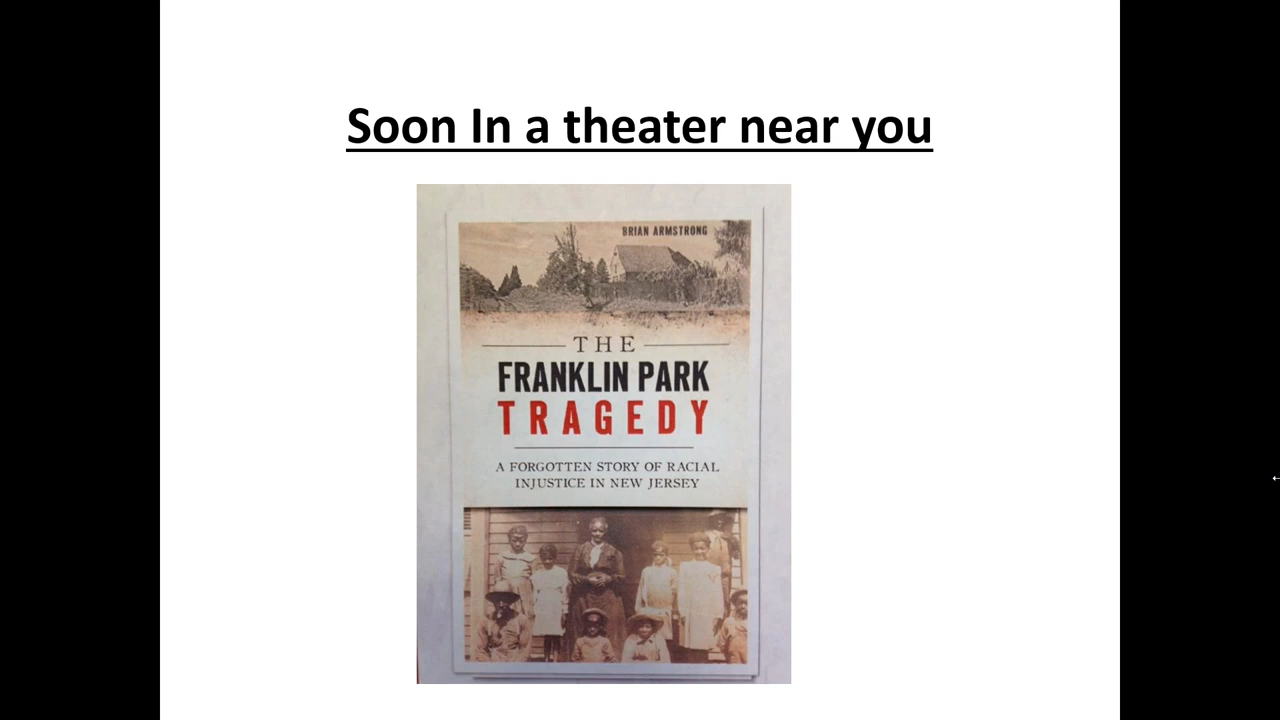 Soon In a theater near you
BRIAN ARMSTRONG
THE
FRANKLIN PARK
TRAGEDY
A FORGOTTEN STORY OF RACIAL
INJUSTICE IN NEW JERSEY